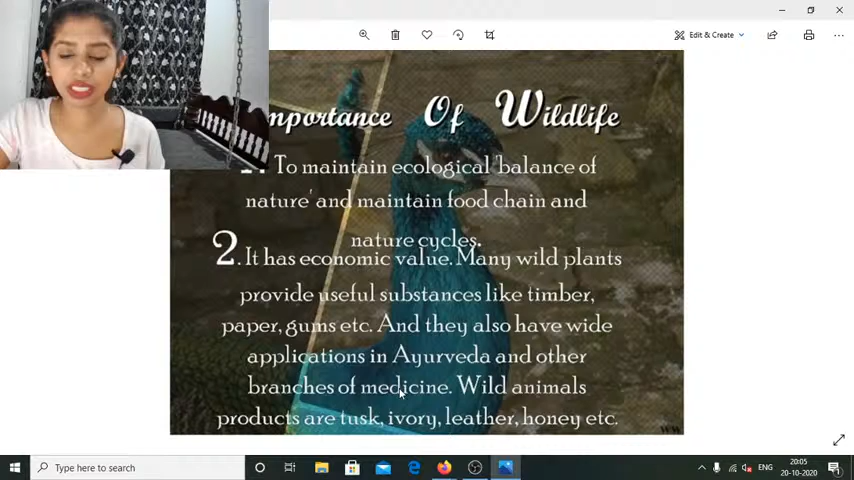 Edit & Create
mportance Of Wildlife
1. To maintain ecological 'balance of
nature' and maintain food chain and
nature cycles.
2. It has economic value. Many wild plants
provide useful substances like timber,
paper, gums etc. And they also have wide
applications in Ayurveda and other
branches of medicine. Wild animals
products are tusk, ivory, leather, honey etc.
WW
Type here to search
ENG
20:05
20-10-2020